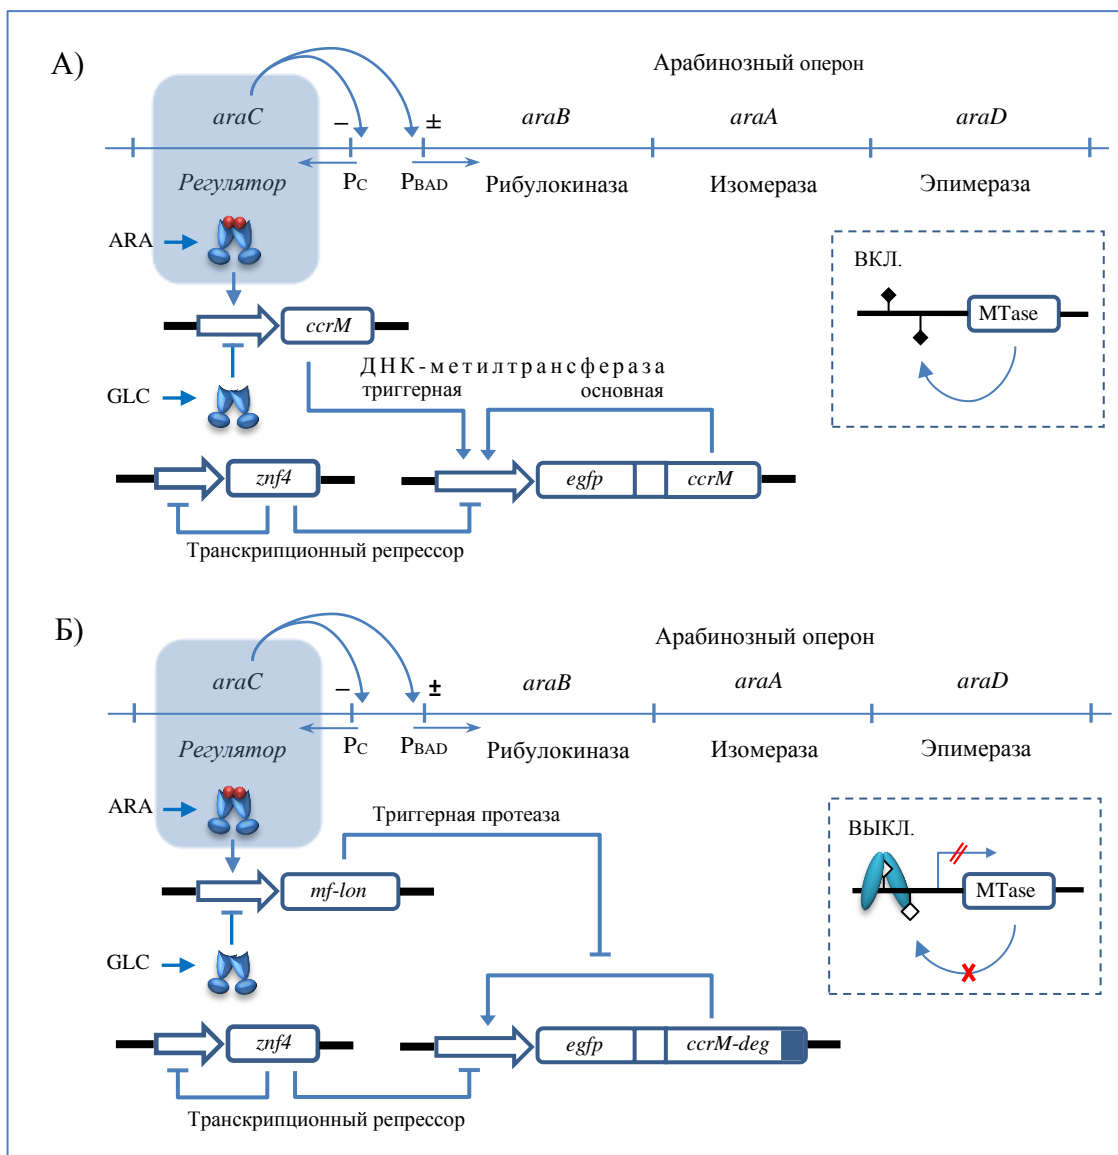 А)
Арабинозный оперон
araC
–
±
araB
araA
araD
Регулятор
PC
PBAD
Рибулокиназа
Изомераза
Эпимераза
ARA
ВКЛ.
MTase
ccrM
ДНК-метилтрансфераза
триггерная
основная
GLC
znf4
egfp
ccrM
Транскрипционный репрессор
Б)
Арабинозный оперон
araC
–
±
araB
araA
araD
Регулятор
PC
PBAD
Рибулокиназа
Изомераза
Эпимераза
ARA
Триггерная протеаза
ВЫКЛ.
MTase
mf-lon
GLC
znf4
egfp
ccrM-deg
Транскрипционный репрессор